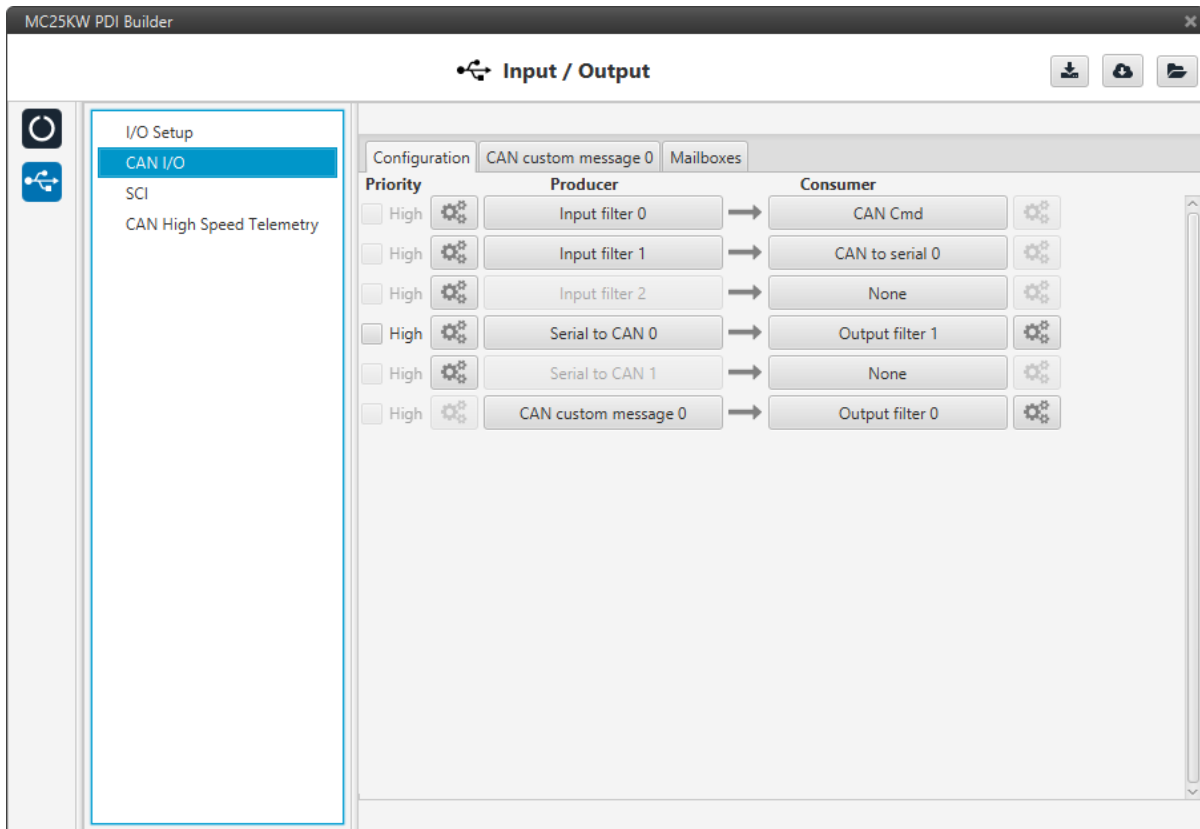 MC25KW PDI Builder
Input / Output
I/O Setup
CAN I/O
SCI
CAN High Speed Telemetry
Configuration CAN custom message 0 Mailboxes
Priority Producer Consumer
High Input filter 0 CAN Cmd
High Input filter 1 CAN to serial 0
High Input filter 2 None
High Serial to CAN 0 Output filter 1
High Serial to CAN 1 None
High CAN custom message 0 Output filter 0